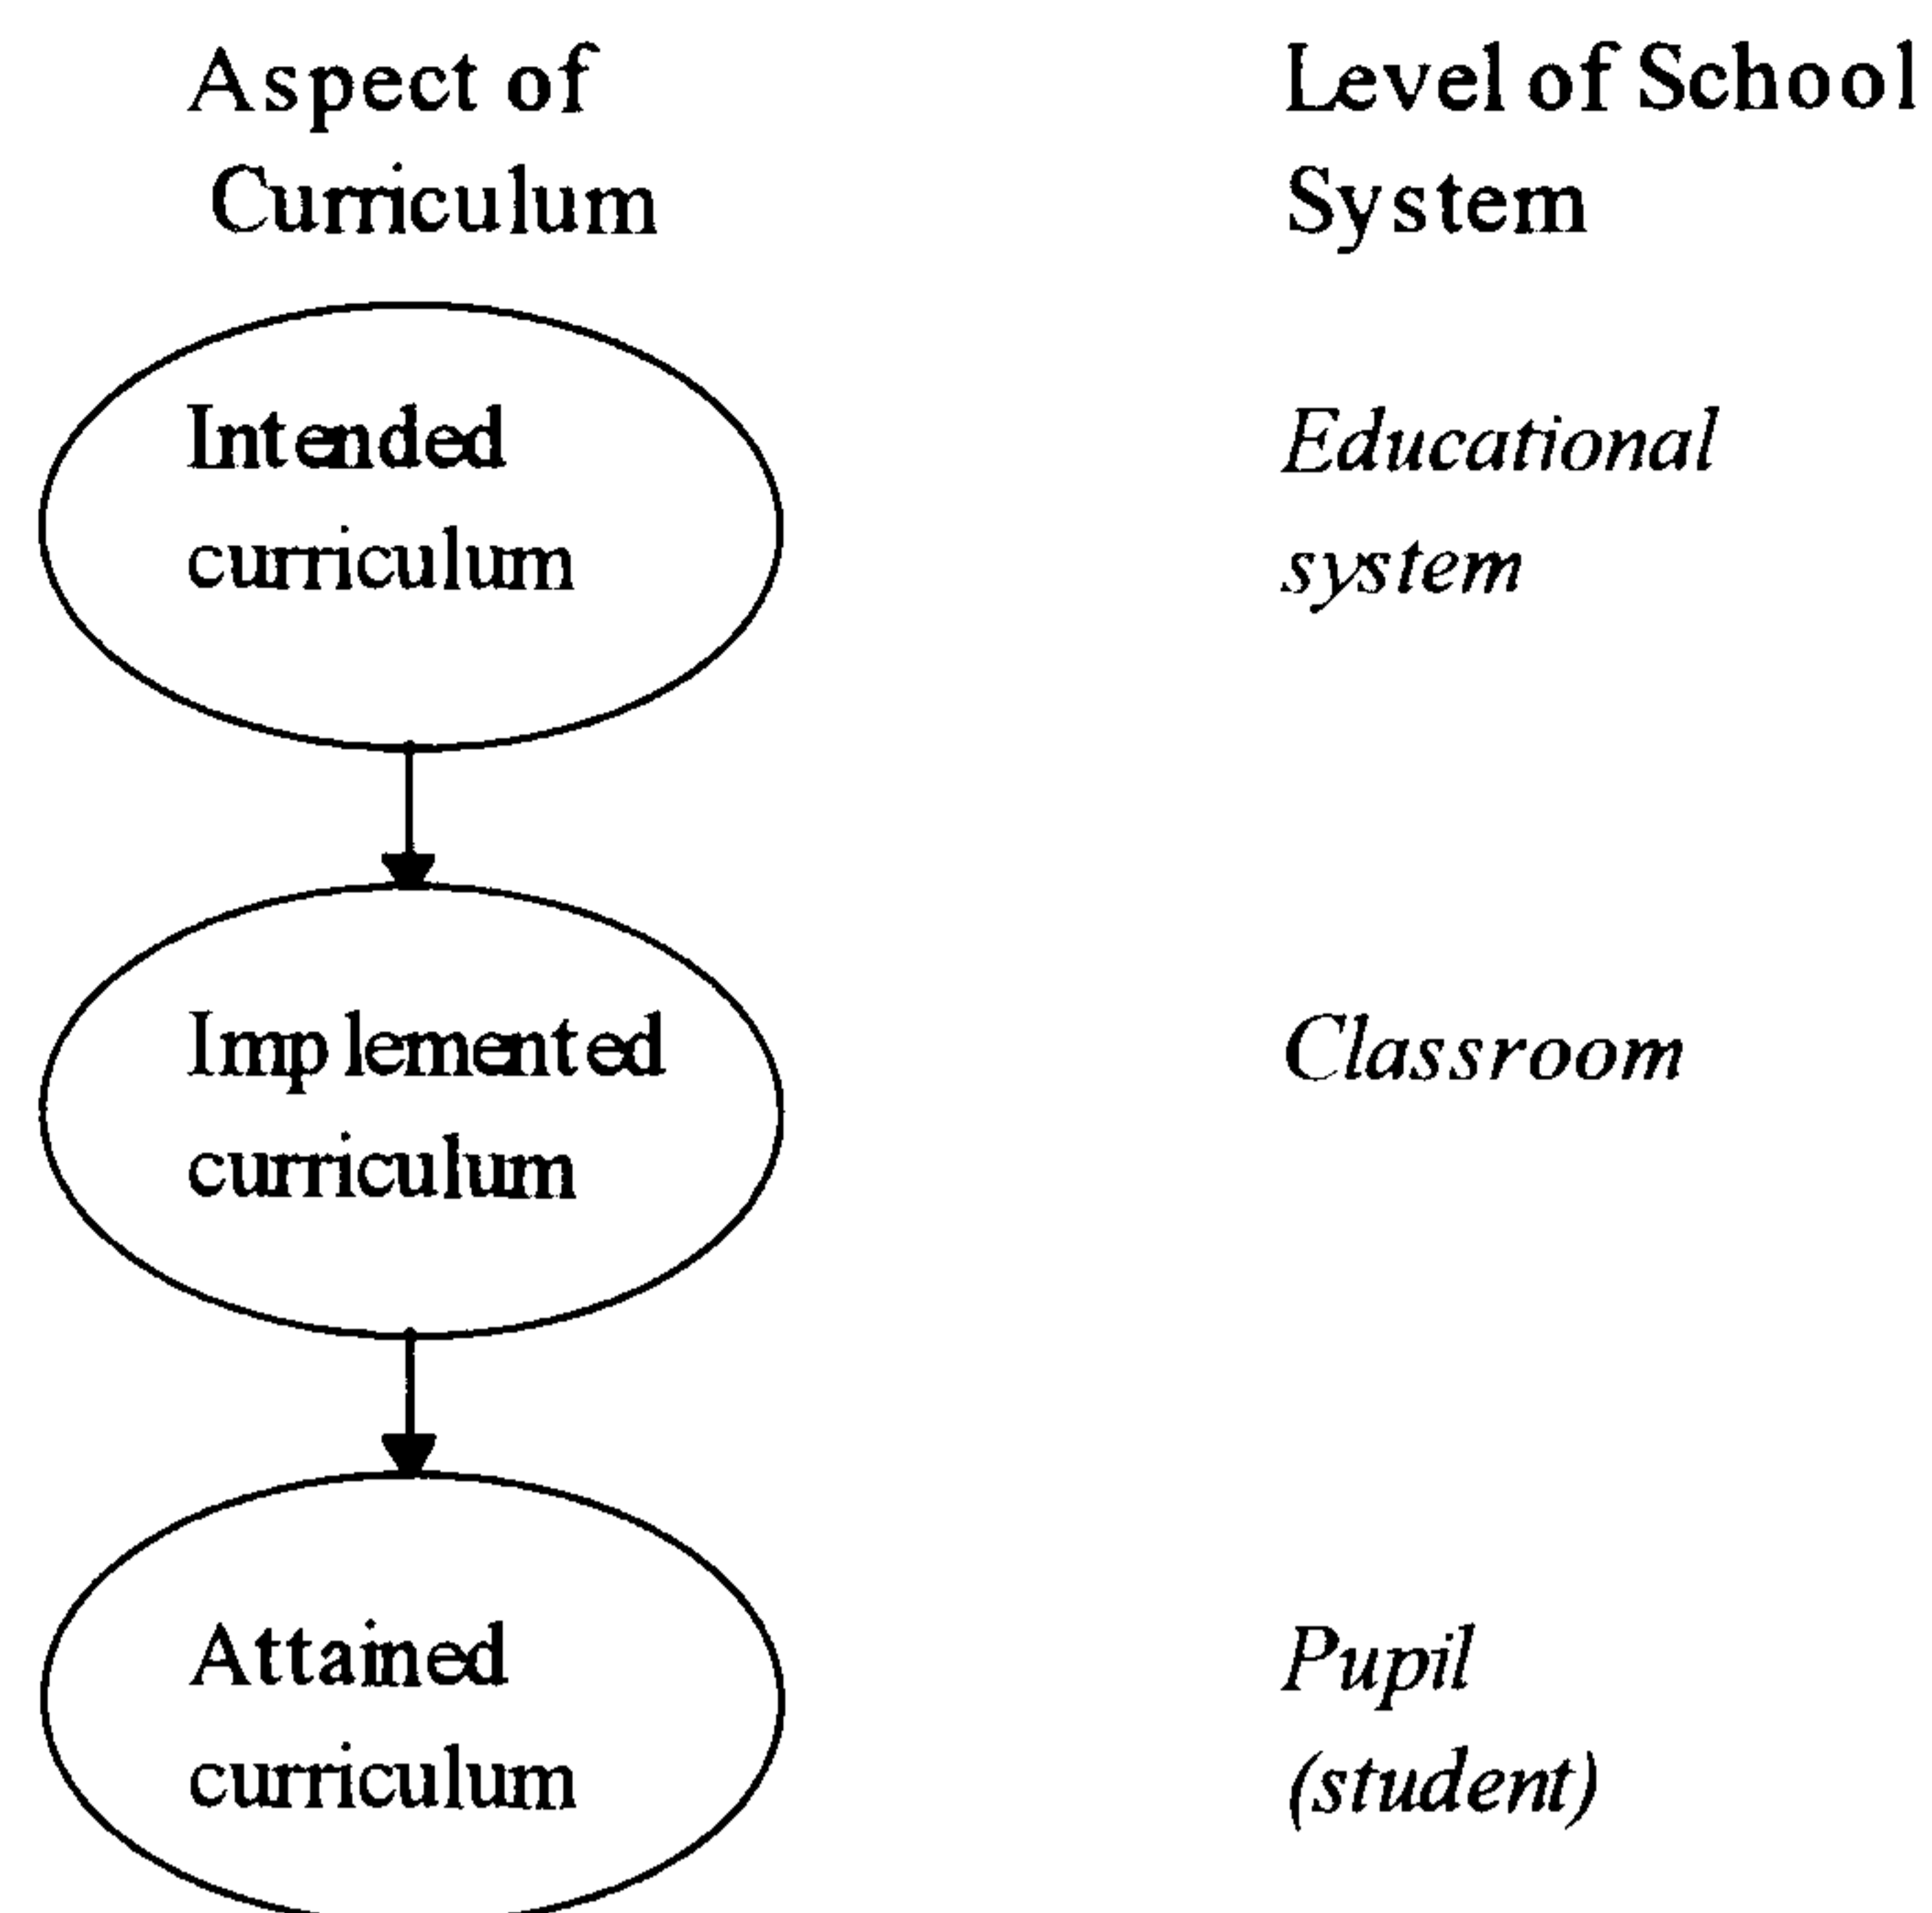 Aspect of
Curriculum
Level of School
System
Intended
curriculum
Educational
system
Implemented
curriculum
Classroom
Attained
curriculum
Pupil
(student)